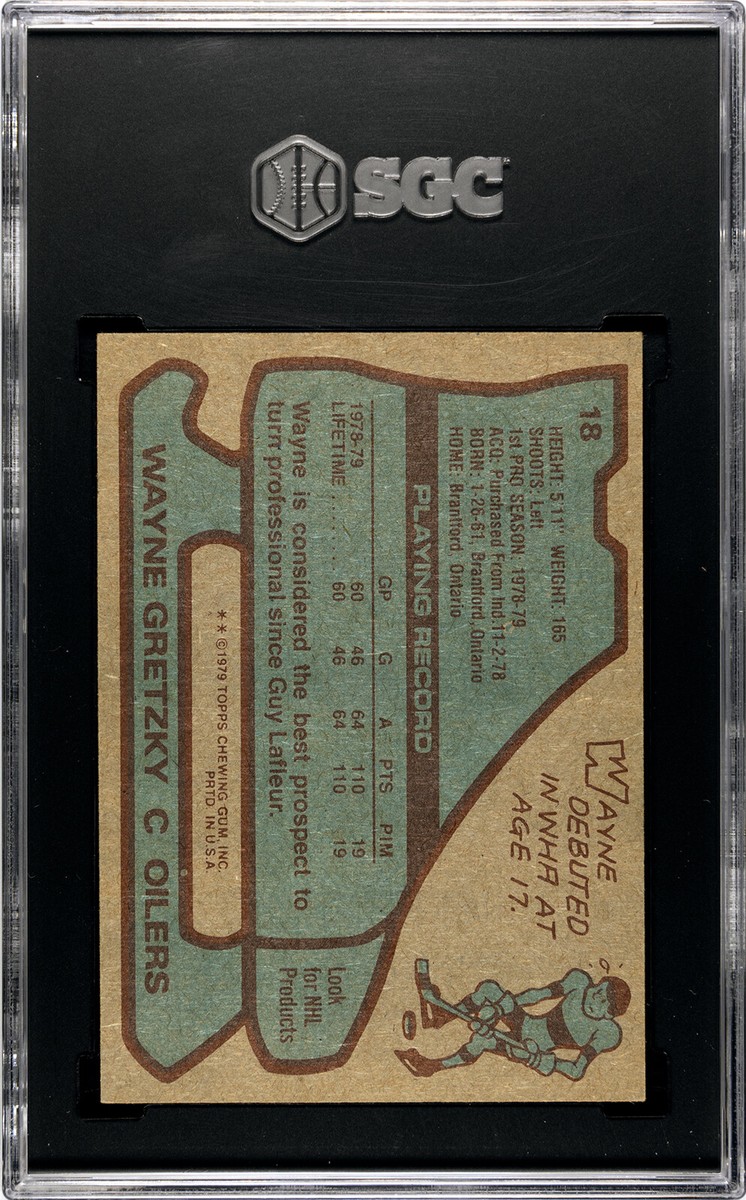 SGC
18
HEIGHT: 5'11" WEIGHT: 165
SHOOTS: Left
1st PRO SEASON: 1978-79
ACQ: Purchased From Ind.11-2-78
BORN: 1-26-61, Brantford, Ontario
HOME: Brantford, Ontario
WAYNE
DEBUTED
IN WHA AT
AGE 17.
PLAYING RECORD
GP G A PTS PIM
1978-79 60 46 64 110 19
LIFETIME ........ 60 46 64 110 19
Wayne is considered the best prospect to
turn professional since Guy Lafleur.
Look
for NHL
Products
* * ©1979 TOPPS CHEWING GUM, INC.
PRTD. IN U.S.A.
WAYNE GRETZKY C OILERS